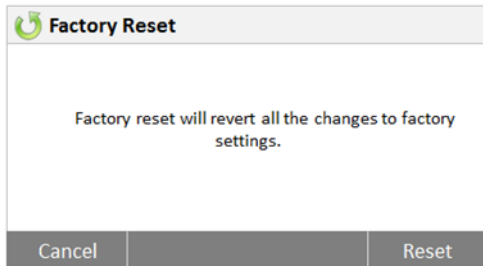 Factory Reset
Factory reset will revert all the changes to factory
settings.
Cancel
Reset